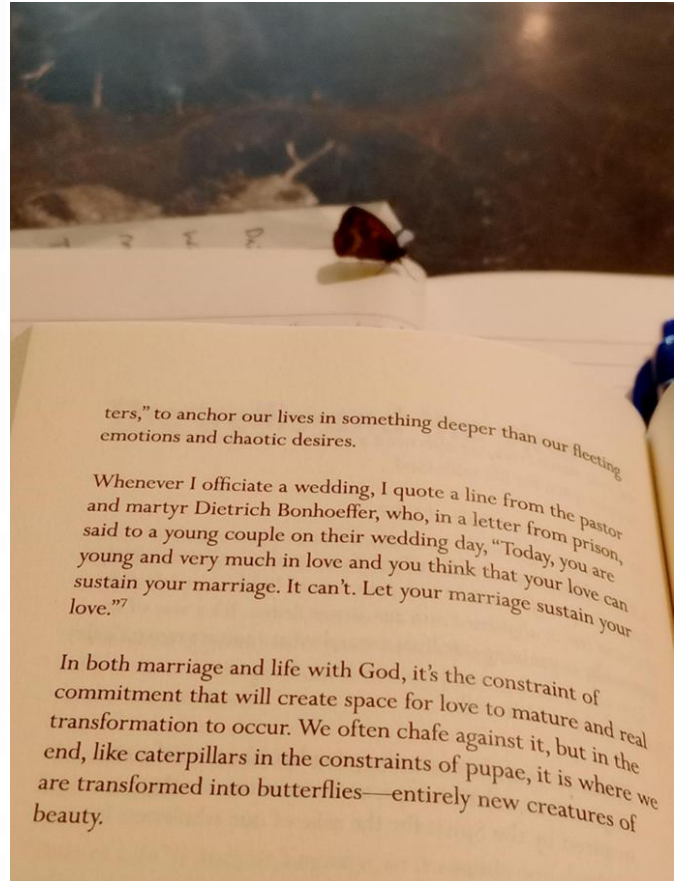 ters,” to anchor our lives in something deeper than our fleeting
emotions and chaotic desires.
Whenever I officiate a wedding, I quote a line from the pastor
and martyr Dietrich Bonhoeffer, who, in a letter from prison,
said to a young couple on their wedding day, “Today, you are
young and very much in love and you think that your love can
sustain your marriage. It can’t. Let your marriage sustain your
love.”⁷
In both marriage and life with God, it’s the constraint of
commitment that will create space for love to mature and real
transformation to occur. We often chafe against it, but in the
end, like caterpillars in the constraints of pupae, it is where we
are transformed into butterflies—entirely new creatures of
beauty.